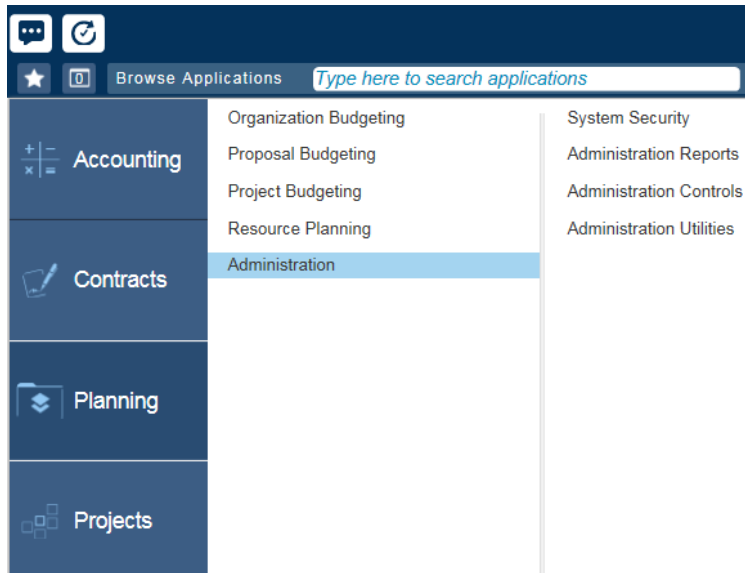 0
Browse Applications
Type here to search applications
Accounting
Contracts
Planning
Projects
Organization Budgeting
Proposal Budgeting
Project Budgeting
Resource Planning
Administration
System Security
Administration Reports
Administration Controls
Administration Utilities